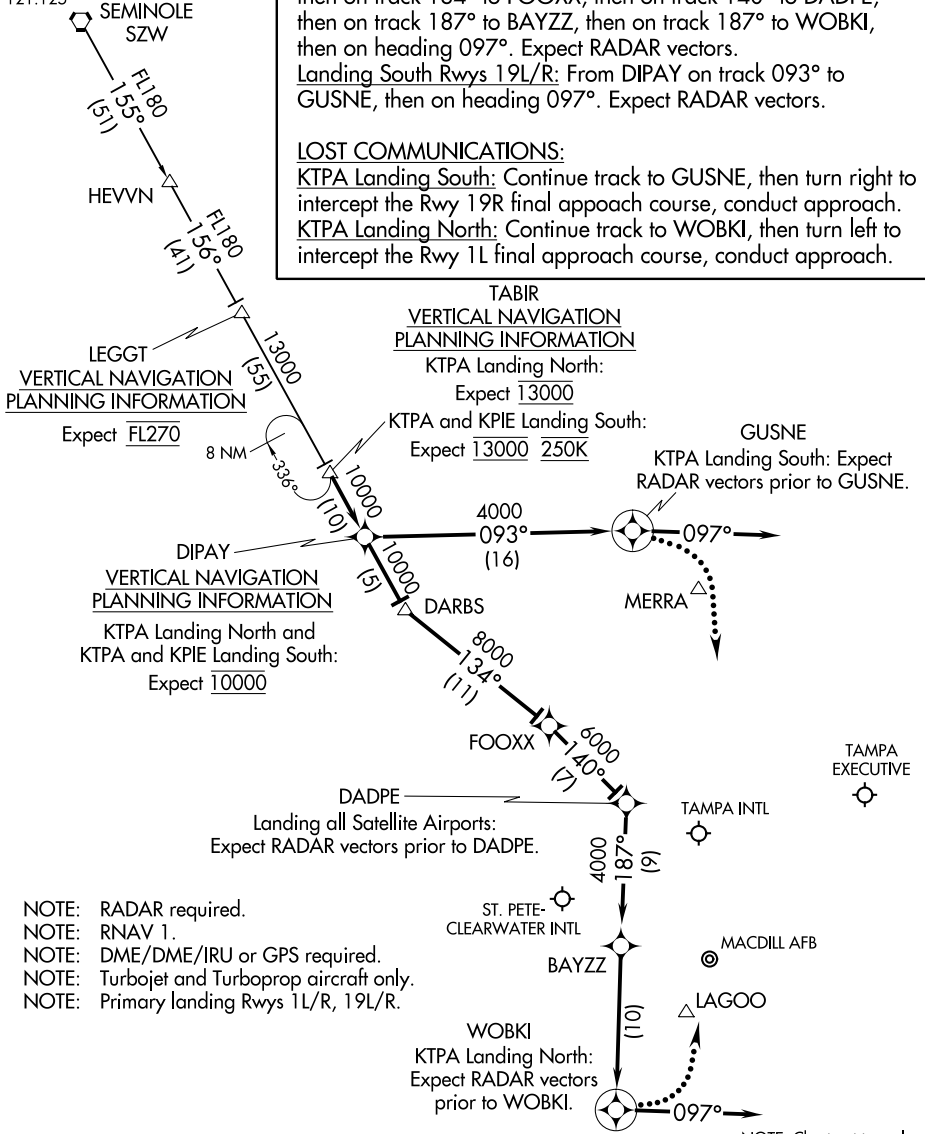 121.125
SEMINOLE
SZW
then on track 134° to FOOXX, then on track 140° to DADPE,
then on track 187° to BAYZZ, then on track 187° to WOBKI,
then on heading 097°. Expect RADAR vectors.
Landing South Rwys 19L/R: From DIPAY on track 093° to
GUSNE, then on heading 097°. Expect RADAR vectors.
LOST COMMUNICATIONS:
KTPA Landing South: Continue track to GUSNE, then turn right to
intercept the Rwy 19R final appoach course, conduct approach.
KTPA Landing North: Continue track to WOBKI, then turn left to
intercept the Rwy 1L final approach course, conduct approach.
FL180
155°
(51)
HEVVN
FL180
156°
(41)
LEGGT
VERTICAL NAVIGATION
PLANNING INFORMATION
Expect FL270
13000
(55)
8 NM
336°
TABIR
VERTICAL NAVIGATION
PLANNING INFORMATION
KTPA Landing North:
Expect 13000
KTPA and KPIE Landing South:
Expect 13000 250K
10000
(10)
GUSNE
KTPA Landing South: Expect
RADAR vectors prior to GUSNE.
4000
093°
(16)
097°
MERRA
DIPAY
VERTICAL NAVIGATION
PLANNING INFORMATION
KTPA Landing North and
KTPA and KPIE Landing South:
Expect 10000
10000
(5)
DARBS
8000
134°
(11)
FOOXX
6000
140°
(7)
TAMPA
EXECUTIVE
DADPE
Landing all Satellite Airports:
Expect RADAR vectors prior to DADPE.
TAMPA INTL
4000
187°
(9)
ST. PETE-
CLEARWATER INTL
BAYZZ
MACDILL AFB
NOTE: RADAR required.
NOTE: RNAV 1.
NOTE: DME/DME/IRU or GPS required.
NOTE: Turbojet and Turboprop aircraft only.
NOTE: Primary landing Rwys 1L/R, 19L/R.
(10)
LAGOO
WOBKI
KTPA Landing North:
Expect RADAR vectors
prior to WOBKI.
097°